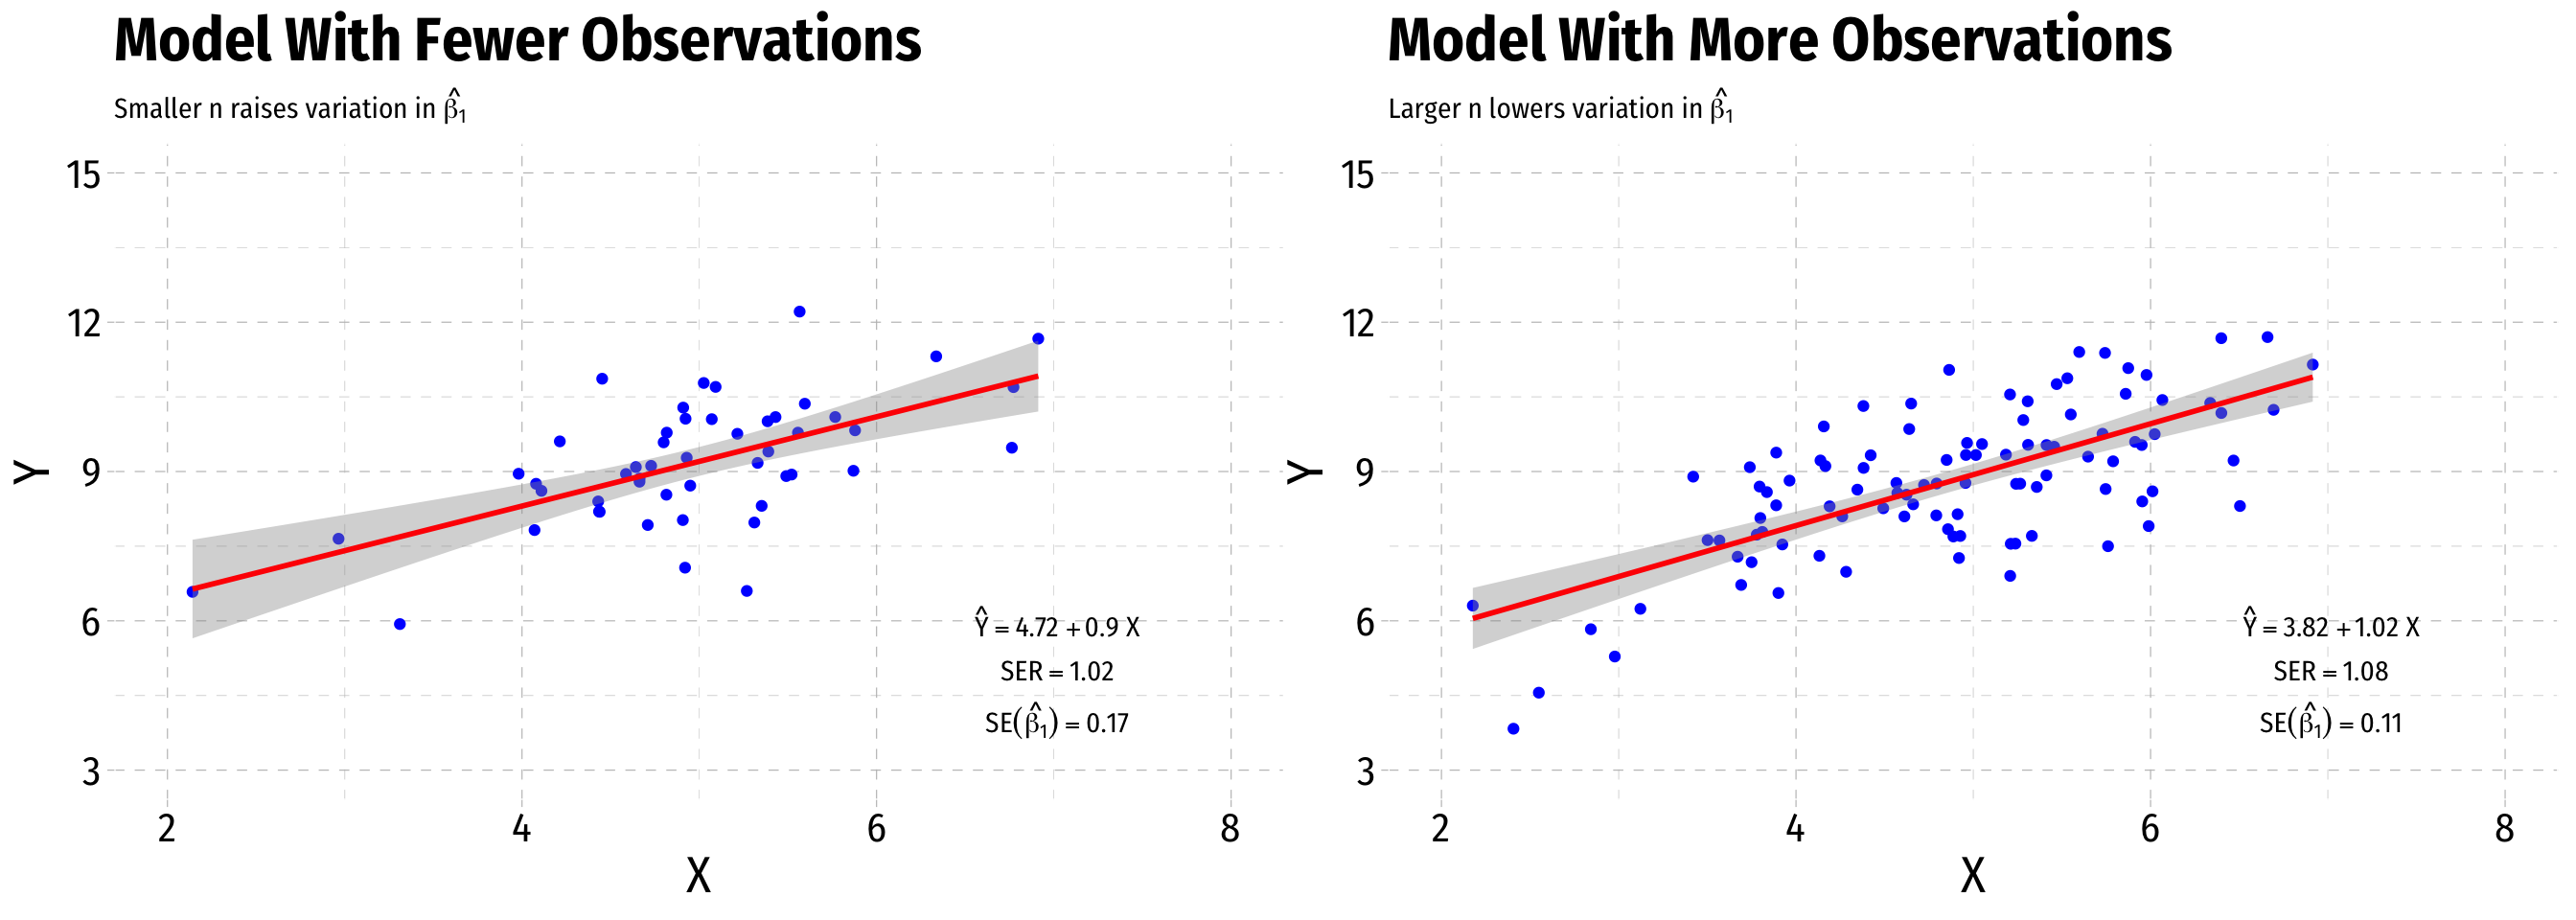 Model With Fewer Observations
Smaller n raises variation in β̂₁
15
12
9
6
3
Y
Ŷ = 4.72 + 0.9 X
SER = 1.02
SE(β̂₁) = 0.17
2 4 6 8
X
Model With More Observations
Larger n lowers variation in β̂₁
15
12
9
6
3
Y
Ŷ = 3.82 + 1.02 X
SER = 1.08
SE(β̂₁) = 0.11
2 4 6 8
X